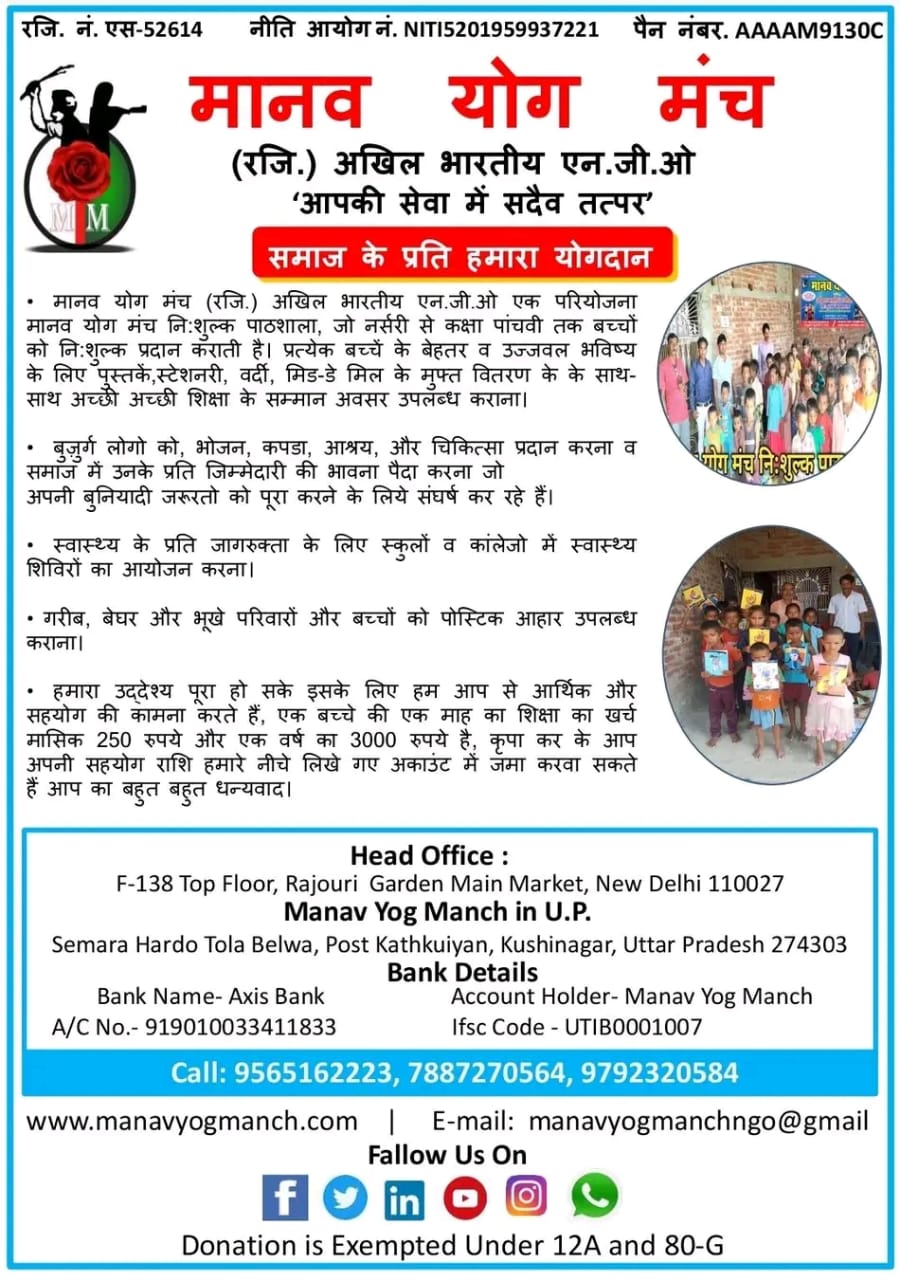 रजि. नं. एस-52614 नीति आयोग नं. NITI5201959937221 पैन नंबर. AAAAM9130C
मानव योग मंच
(रजि.) अखिल भारतीय एन.जी.ओ
‘आपकी सेवा में सदैव तत्पर’
M M
समाज के प्रति हमारा योगदान
• मानव योग मंच (रजि.) अखिल भारतीय एन.जी.ओ एक परियोजना
मानव योग मंच नि:शुल्क पाठशाला, जो नर्सरी से कक्षा पांचवी तक बच्चों
को नि:शुल्क प्रदान कराती है। प्रत्येक बच्चें के बेहतर व उज्जवल भविष्य
के लिए पुस्तकें,स्टेशनरी, वर्दी, मिड-डे मिल के मुफ्त वितरण के के साथ-
साथ अच्छी अच्छी शिक्षा के सम्मान अवसर उपलब्ध कराना।
• बुज़ुर्ग लोगो को, भोजन, कपडा, आश्रय, और चिकित्सा प्रदान करना व
समाज में उनके प्रति जिम्मेदारी की भावना पैदा करना जो
अपनी बुनियादी जरूरतो को पूरा करने के लिये संघर्ष कर रहे हैं।
• स्वास्थ्य के प्रति जागरुक्ता के लिए स्कुलों व कांलेजो में स्वास्थ्य
शिविरों का आयोजन करना।
• गरीब, बेघर और भूखे परिवारों और बच्चों को पोस्टिक आहार उपलब्ध
कराना।
• हमारा उद्देश्य पूरा हो सके इसके लिए हम आप से आर्थिक और
सहयोग की कामना करते हैं, एक बच्चे की एक माह का शिक्षा का खर्च
मासिक 250 रुपये और एक वर्ष का 3000 रुपये है, कृपा कर के आप
अपनी सहयोग राशि हमारे नीचे लिखे गए अकाउंट में जमा करवा सकते
हैं आप का बहुत बहुत धन्यवाद।
मानव यो
योग मंच नि:शुल्क पाठ
Head Office :
F-138 Top Floor, Rajouri Garden Main Market, New Delhi 110027
Manav Yog Manch in U.P.
Semara Hardo Tola Belwa, Post Kathkuiyan, Kushinagar, Uttar Pradesh 274303
Bank Details
Bank Name- Axis Bank Account Holder- Manav Yog Manch
A/C No.- 919010033411833 Ifsc Code - UTIB0001007
Call: 9565162223, 7887270564, 9792320584
www.manavyogmanch.com | E-mail: manavyogmanchngo@gmail
Fallow Us On
Donation is Exempted Under 12A and 80-G